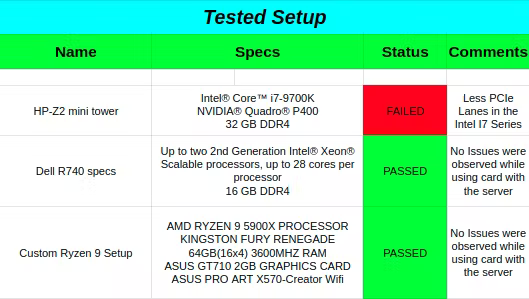 Tested Setup
Name Specs Status Comments
HP-Z2 mini tower
Intel® Core™ i7-9700K
NVIDIA® Quadro® P400
32 GB DDR4
FAILED
Less PCIe
Lanes in the
Intel I7 Series
Dell R740 specs
Up to two 2nd Generation Intel® Xeon®
Scalable processors, up to 28 cores per
processor
16 GB DDR4
PASSED
No Issues were
observed while
using card with
the server
Custom Ryzen 9 Setup
AMD RYZEN 9 5900X PROCESSOR
KINGSTON FURY RENEGADE
64GB(16x4) 3600MHZ RAM
ASUS GT710 2GB GRAPHICS CARD
ASUS PRO ART X570-Creator Wifi
PASSED
No Issues were
observed while
using card with
the server